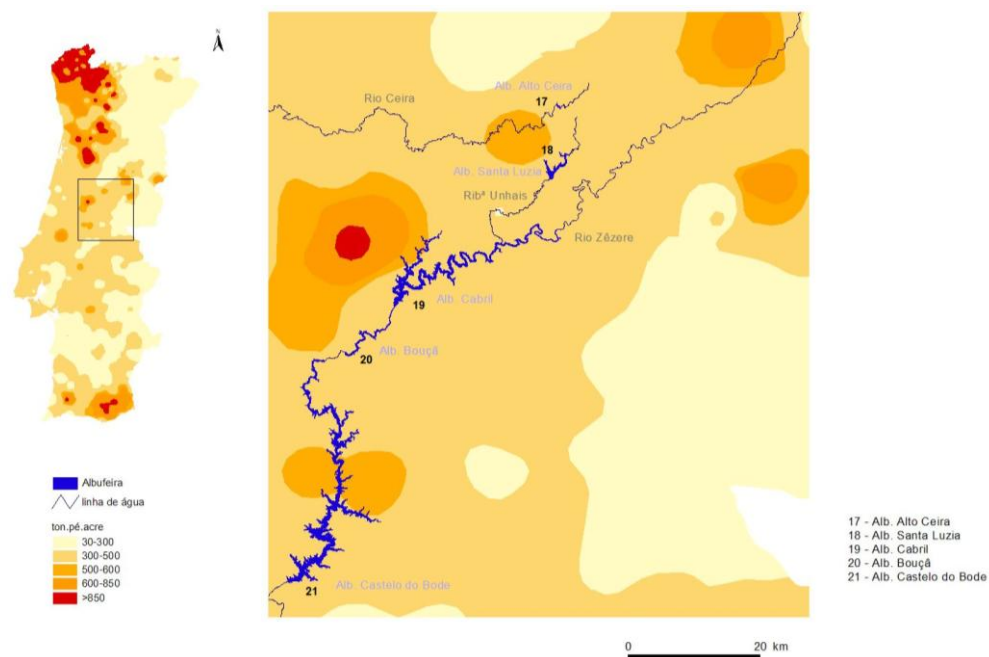 N
Alb. Alto Ceira
17
Rio Ceira
18
Alb. Santa Luzia
Ribª Unhais
Rio Zêzere
19
Alb. Cabril
20
Alb. Bouçã
Alb. Castelo do Bode
21
Albufeira
linha de água
ton.pé.acre
30-300
300-500
500-600
600-850
>850
17 - Alb. Alto Ceira
18 - Alb. Santa Luzia
19 - Alb. Cabril
20 - Alb. Bouçã
21 - Alb. Castelo do Bode
0 20 km